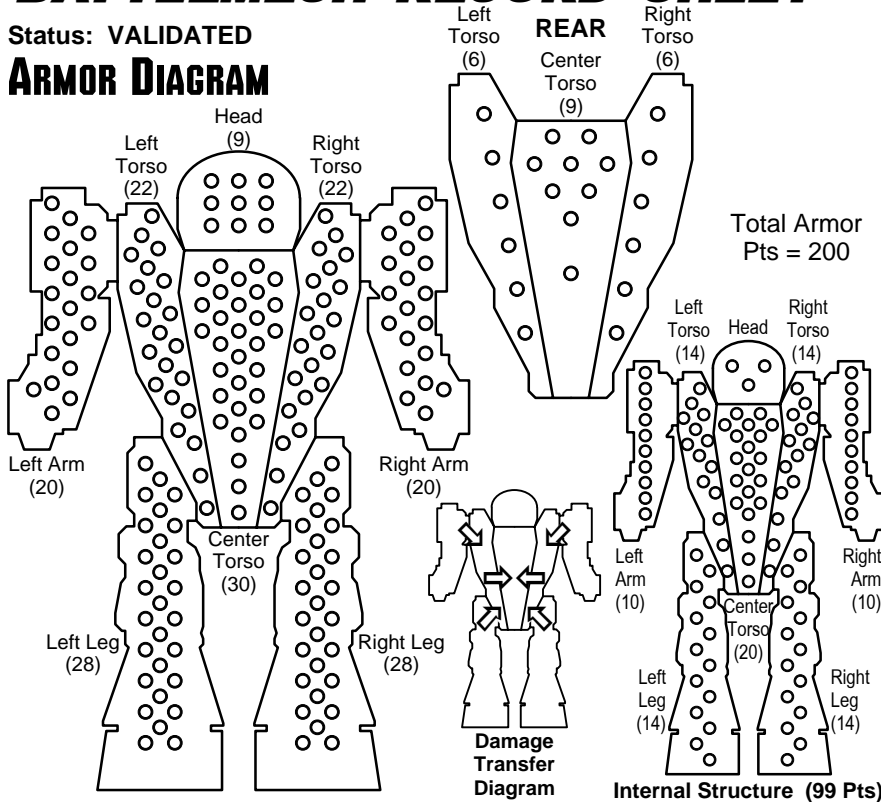 BATTLEMECH RECORD SHEET
Status: VALIDATED
ARMOR DIAGRAM
Head
(9)
Left
Torso
(22)
Right
Torso
(22)
Left Arm
(20)
Right Arm
(20)
Center
Torso
(30)
Left Leg
(28)
Right Leg
(28)
Left
Torso
(6)
REAR
Center
Torso
(9)
Right
Torso
(6)
Total Armor
Pts = 200
Left
Torso
(14)
Head
Right
Torso
(14)
Left
Arm
(10)
Right
Arm
(10)
Center
Torso
(20)
Left
Leg
(14)
Right
Leg
(14)
Damage
Transfer
Diagram
Internal Structure (99 Pts)